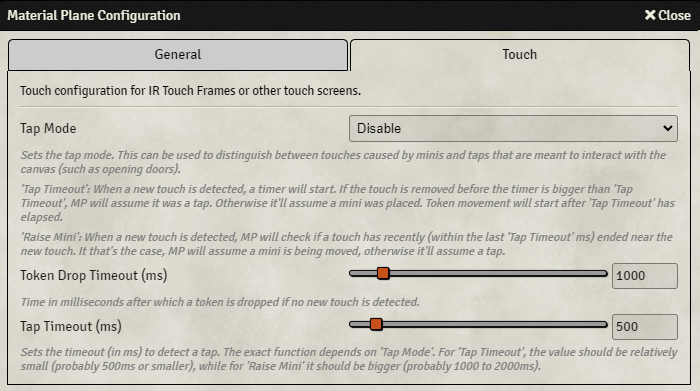 Material Plane Configuration
Close
General
Touch
Touch configuration for IR Touch Frames or other touch screens.
Tap Mode
Disable
Sets the tap mode. This can be used to distinguish between touches caused by minis and taps that are meant to interact with the
canvas (such as opening doors).
'Tap Timeout': When a new touch is detected, a timer will start. If the touch is removed before the timer is bigger than 'Tap
Timeout', MP will assume it was a tap. Otherwise it'll assume a mini was placed. Token movement will start after 'Tap Timeout' has
elapsed.
'Raise Mini': When a new touch is detected, MP will check if a touch has recently (within the last 'Tap Timeout' ms) ended near the
new touch. It that's the case, MP will assume a mini is being moved, otherwise it'll assume a tap.
Token Drop Timeout (ms)
1000
Time in milliseconds after which a token is dropped if no new touch is detected.
Tap Timeout (ms)
500
Sets the timeout (in ms) to detect a tap. The exact function depends on 'Tap Mode'. For 'Tap Timeout', the value should be relatively
small (probably 500ms or smaller), while for 'Raise Mini' it should be bigger (probably 1000 to 2000ms).